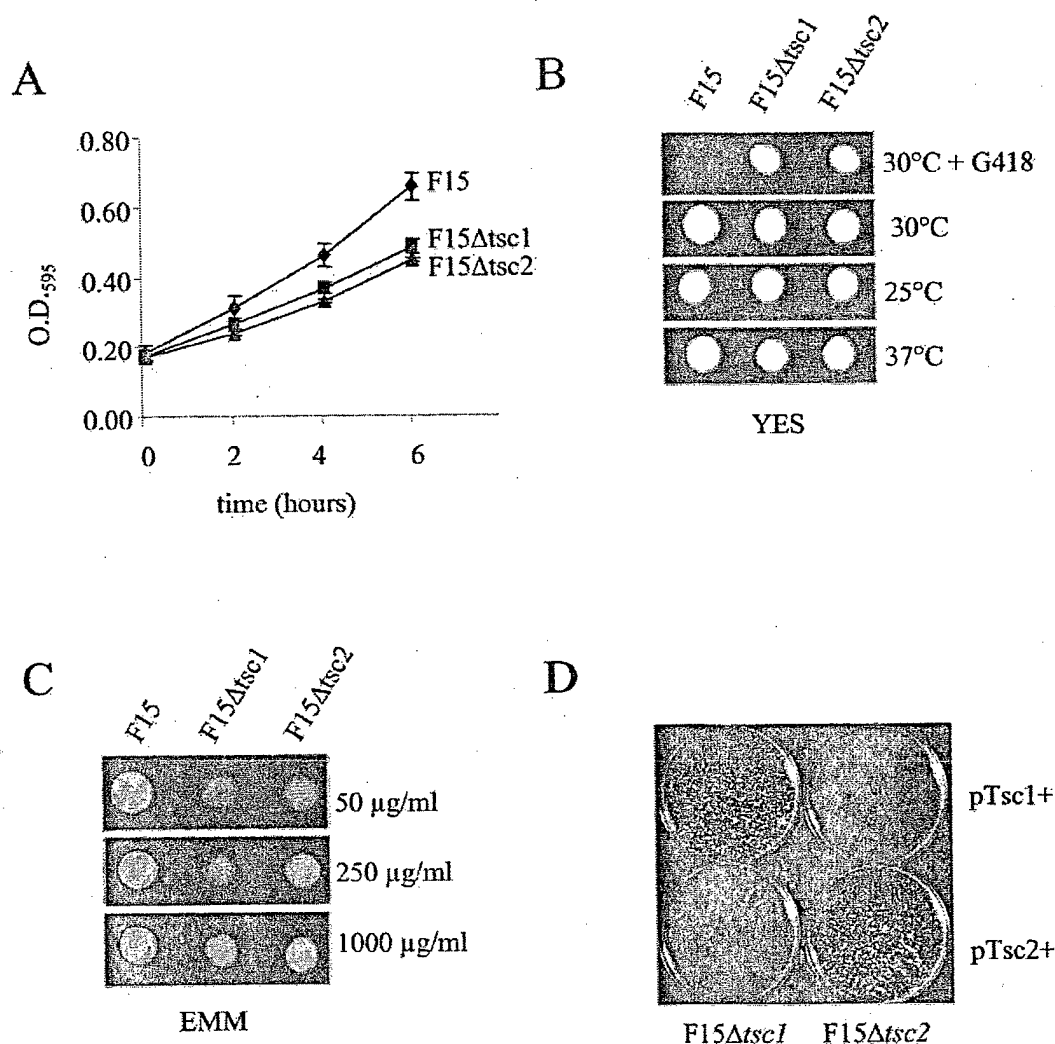 A
0.80
0.60
0.40
0.20
0.00
O.D.595
0
2
4
6
time (hours)
F15
F15Δtsc1
F15Δtsc2
B
F15
F15Δtsc1
F15Δtsc2
30°C + G418
30°C
25°C
37°C
YES
C
F15
F15Δtsc1
F15Δtsc2
50 µg/ml
250 µg/ml
1000 µg/ml
EMM
D
pTsc1+
pTsc2+
F15Δtsc1
F15Δtsc2